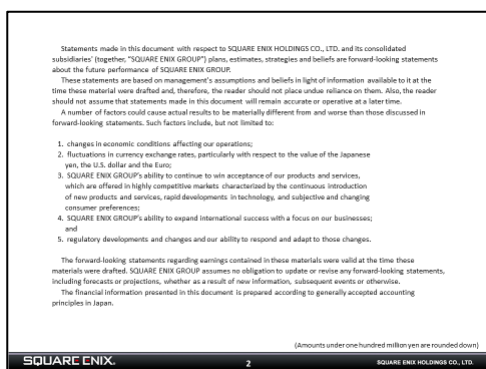 Statements made in this document with respect to SQUARE ENIX HOLDINGS CO., LTD. and its consolidated
subsidiaries' (together, "SQUARE ENIX GROUP") plans, estimates, strategies and beliefs are forward-looking statements
about the future performance of SQUARE ENIX GROUP.
These statements are based on management's assumptions and beliefs in light of information available to it at the
time these material were drafted and, therefore, the reader should not place undue reliance on them. Also, the reader
should not assume that statements made in this document will remain accurate or operative at a later time.
A number of factors could cause actual results to be materially different from and worse than those discussed in
forward-looking statements. Such factors include, but not limited to:
1. changes in economic conditions affecting our operations;
2. fluctuations in currency exchange rates, particularly with respect to the value of the Japanese
yen, the U.S. dollar and the Euro;
3. SQUARE ENIX GROUP's ability to continue to win acceptance of our products and services,
which are offered in highly competitive markets characterized by the continuous introduction
of new products and services, rapid developments in technology, and subjective and changing
consumer preferences;
4. SQUARE ENIX GROUP's ability to expand international success with a focus on our businesses;
and
5. regulatory developments and changes and our ability to respond and adapt to those changes.
The forward-looking statements regarding earnings contained in these materials were valid at the time these
materials were drafted. SQUARE ENIX GROUP assumes no obligation to update or revise any forward-looking statements,
including forecasts or projections, whether as a result of new information, subsequent events or otherwise.
The financial information presented in this document is prepared according to generally accepted accounting
principles in Japan.
(Amounts under one hundred million yen are rounded down)
SQUARE ENIX.
2
SQUARE ENIX HOLDINGS CO., LTD.